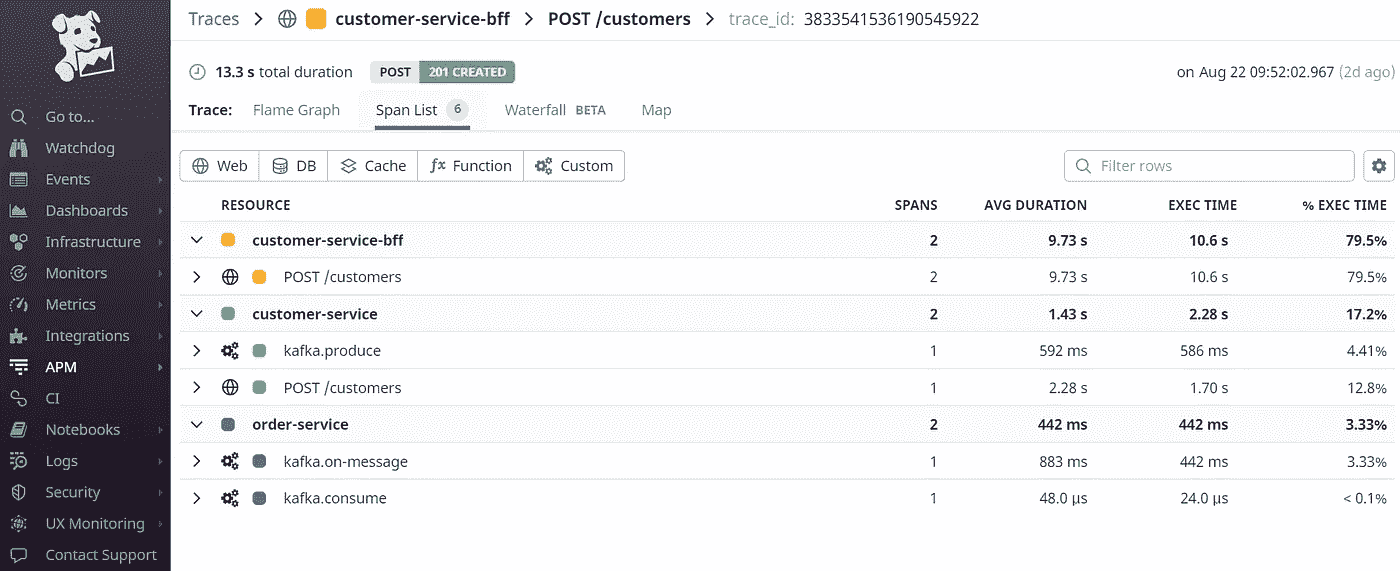 Traces > customer-service-bff > POST /customers > trace_id: 3833541536190545922
13.3 s total duration POST 201 CREATED on Aug 22 09:52:02.967 (2d ago)
Trace: Flame Graph Span List 6 Waterfall BETA Map
Go to...
Watchdog
Events
Dashboards
Infrastructure
Monitors
Metrics
Integrations
APM
CI
Notebooks
Logs
Security
UX Monitoring
Contact Support
Web DB Cache fx Function Custom Filter rows
RESOURCE SPANS AVG DURATION EXEC TIME % EXEC TIME
customer-service-bff 2 9.73 s 10.6 s 79.5%
POST /customers 2 9.73 s 10.6 s 79.5%
customer-service 2 1.43 s 2.28 s 17.2%
kafka.produce 1 592 ms 586 ms 4.41%
POST /customers 1 2.28 s 1.70 s 12.8%
order-service 2 442 ms 442 ms 3.33%
kafka.on-message 1 883 ms 442 ms 3.33%
kafka.consume 1 48.0 μs 24.0 μs < 0.1%